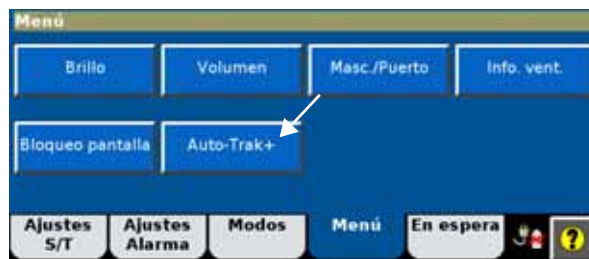 Menú
Brillo Volumen Masc./Puerto Info. vent.
Bloqueo pantalla Auto-Trak+
Ajustes S/T Ajustes Alarma Modos Menú En espera ?